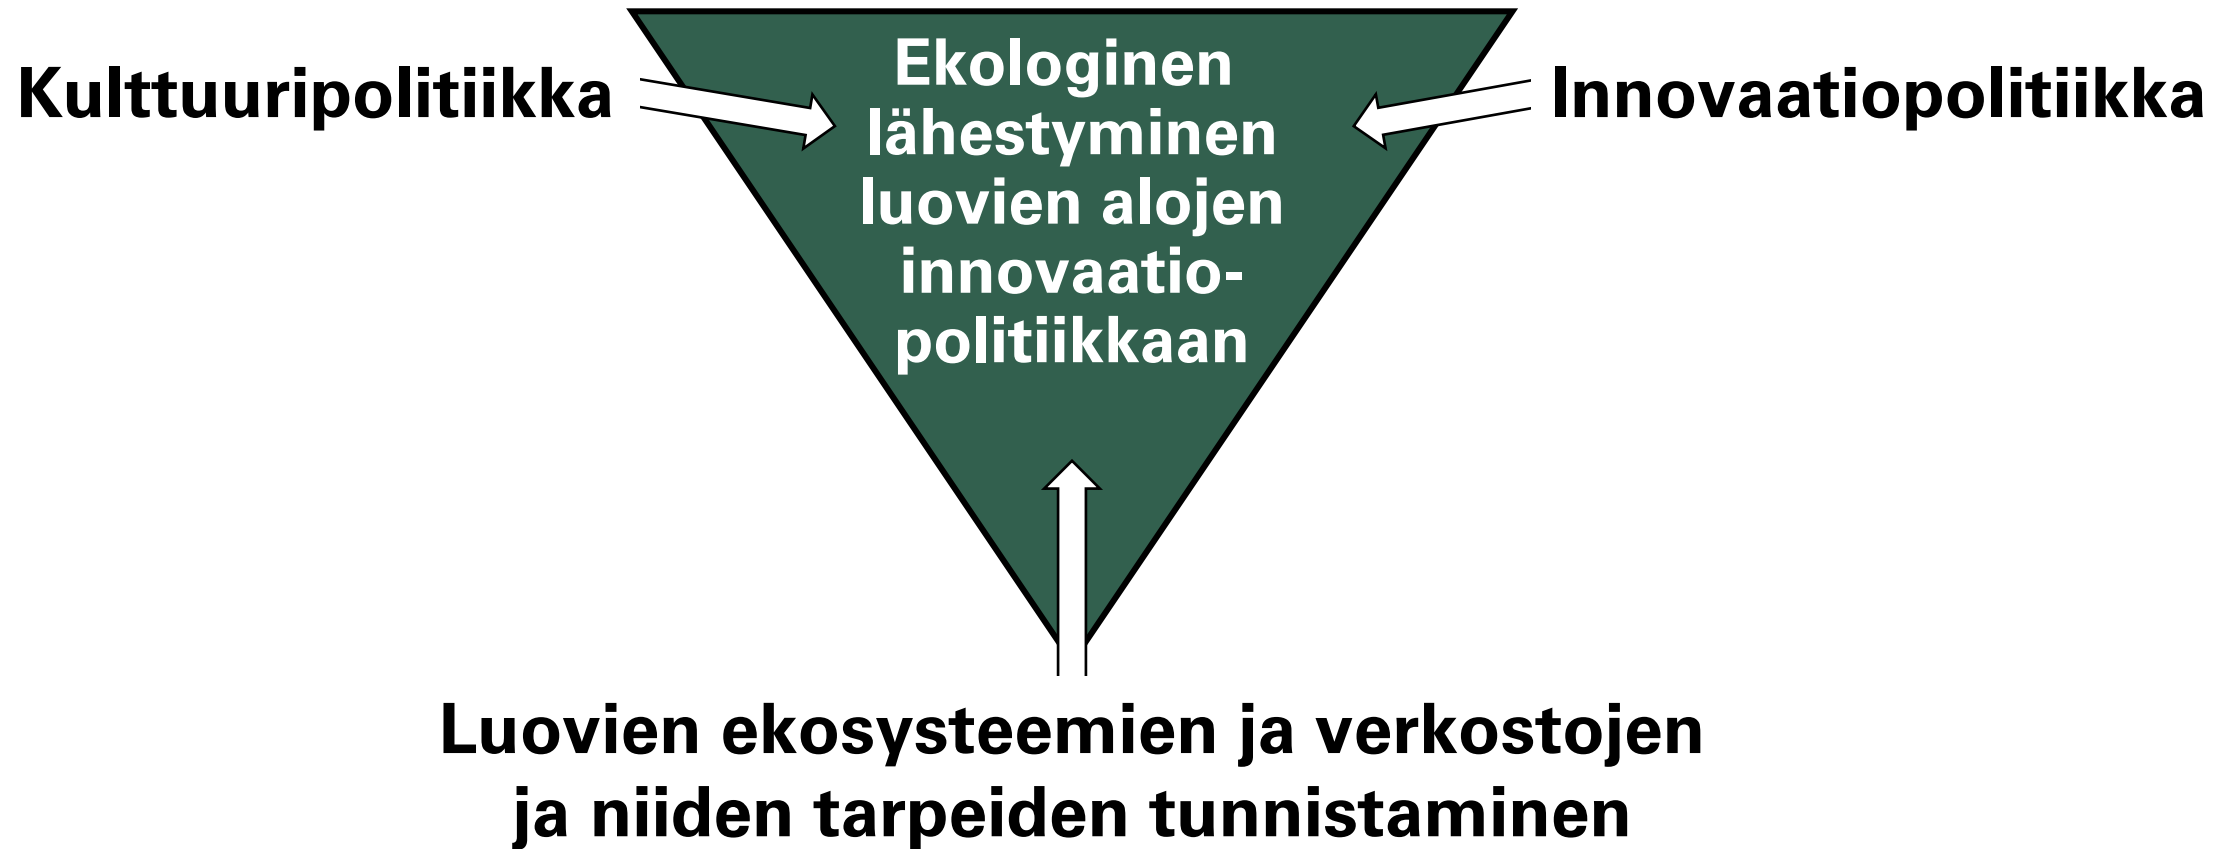 Kulttuuripolitiikka
Ekologinen
lähestyminen
luovien alojen
innovaatio-
politiikkaan
Innovaatiopolitiikka
Luovien ekosysteemien ja verkostojen
ja niiden tarpeiden tunnistaminen